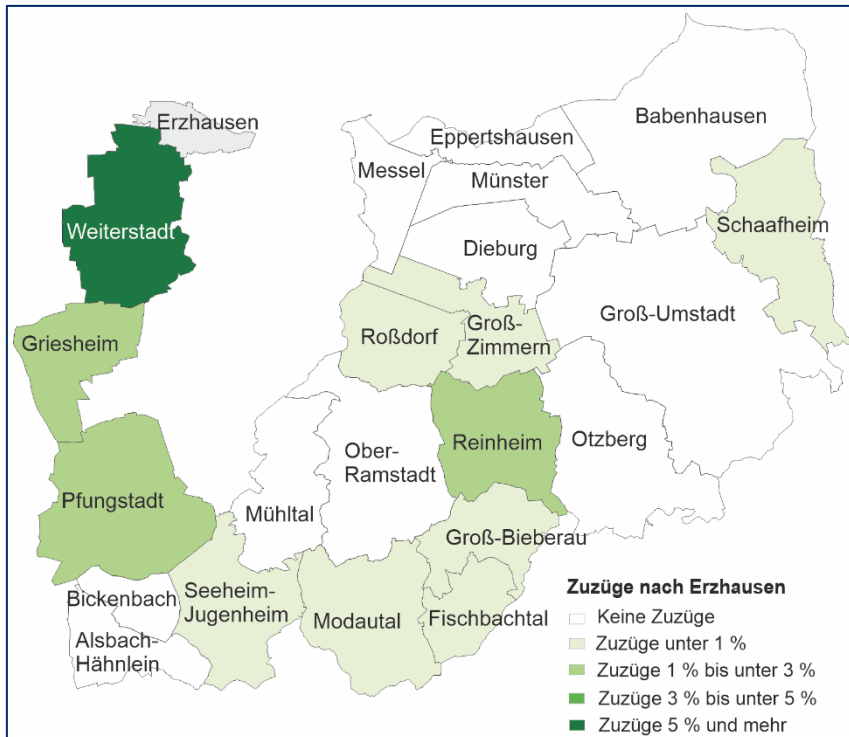 Erzhausen
Babenhausen
Eppertshausen
Messel
Münster
Schaafheim
Weiterstadt
Dieburg
Groß-Umstadt
Griesheim
Roßdorf
Groß-
Zimmern
Reinheim
Otzberg
Ober-
Ramstadt
Pfungstadt
Mühltal
Groß-Bieberau
Bickenbach
Seeheim-
Jugenheim
Modautal
Fischbachtal
Alsbach-
Hähnlein
Zuzüge nach Erzhausen
Keine Zuzüge
Zuzüge unter 1 %
Zuzüge 1 % bis unter 3 %
Zuzüge 3 % bis unter 5 %
Zuzüge 5 % und mehr